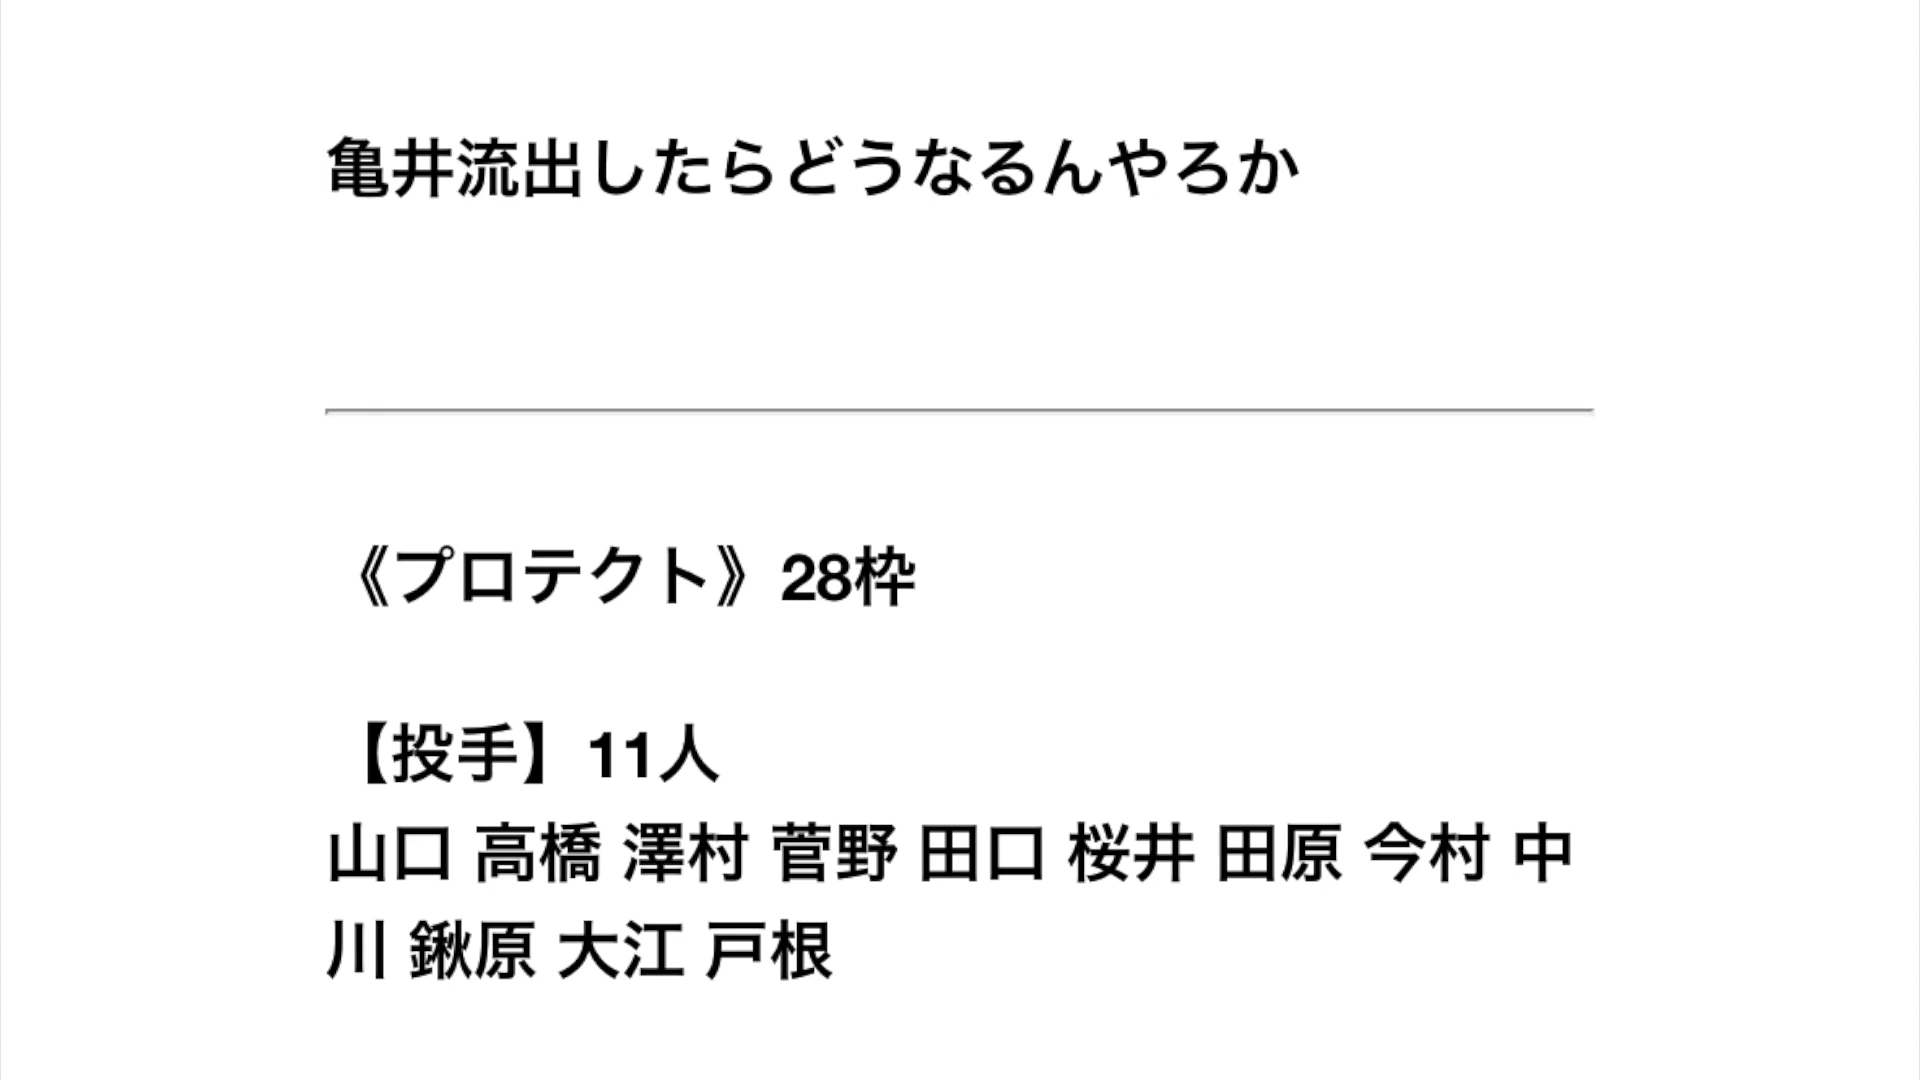 亀井流出したらどうなるんやろか
《プロテクト》28枠
【投手】11人
山口 高橋 澤村 菅野 田口 桜井 田原 今村 中
川 鍬原 大江 戸根